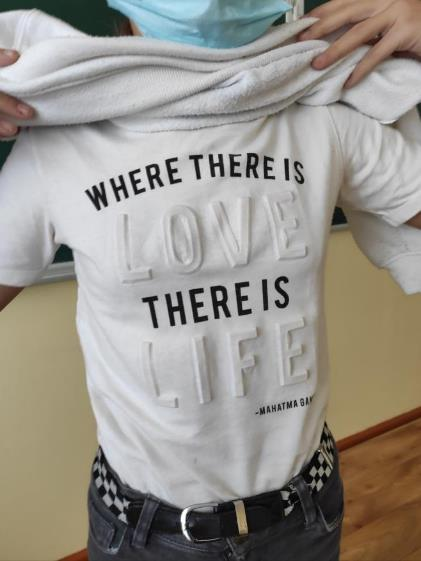 WHERE THERE IS
LOVE
THERE IS
LIFE
-MAHATMA